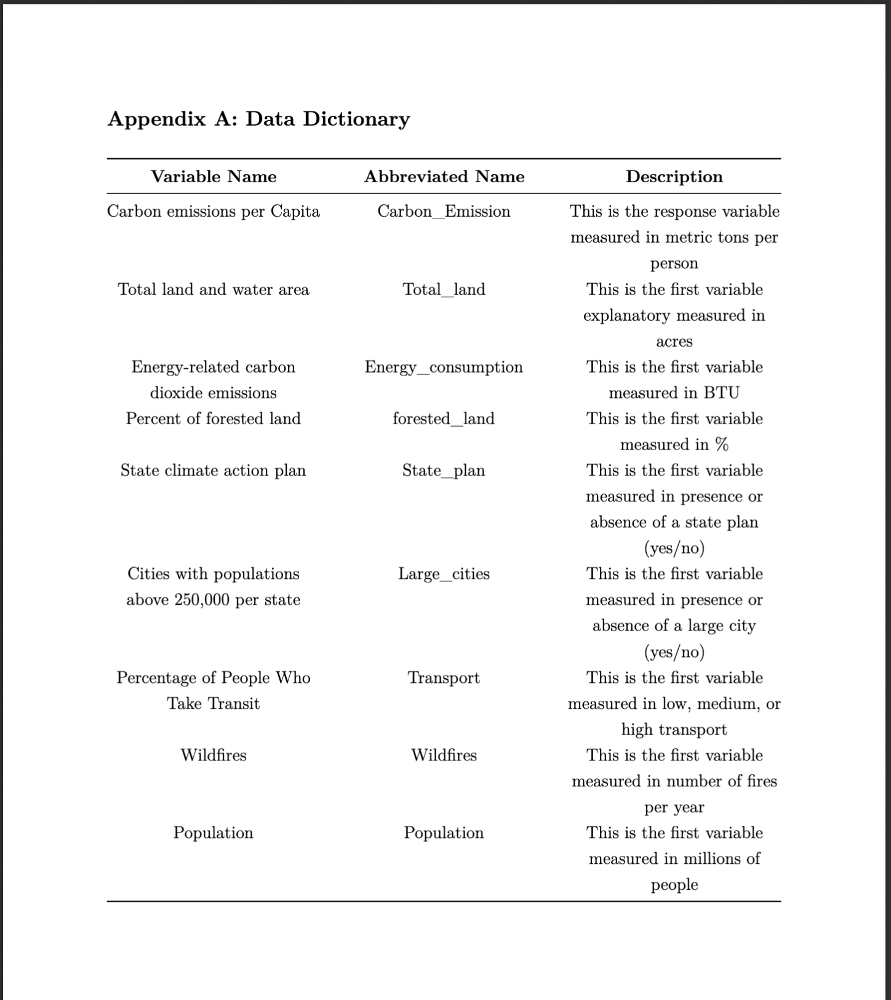 Appendix A: Data Dictionary
Variable Name Abbreviated Name Description
Carbon emissions per Capita Carbon_Emission This is the response variable
measured in metric tons per
person
Total land and water area Total_land This is the first variable
explanatory measured in
acres
Energy-related carbon Energy_consumption This is the first variable
dioxide emissions measured in BTU
Percent of forested land forested_land This is the first variable
measured in %
State climate action plan State_plan This is the first variable
measured in presence or
absence of a state plan
(yes/no)
Cities with populations Large_cities This is the first variable
above 250,000 per state measured in presence or
absence of a large city
(yes/no)
Percentage of People Who Transport This is the first variable
Take Transit measured in low, medium, or
high transport
Wildfires Wildfires This is the first variable
measured in number of fires
per year
Population Population This is the first variable
measured in millions of
people